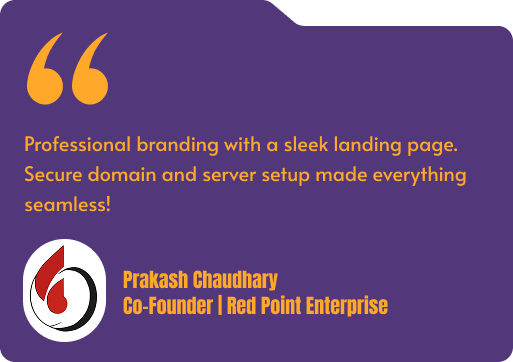 Professional branding with a sleek landing page.
Secure domain and server setup made everything
seamless!
Prakash Chaudhary
Co-Founder | Red Point Enterprise